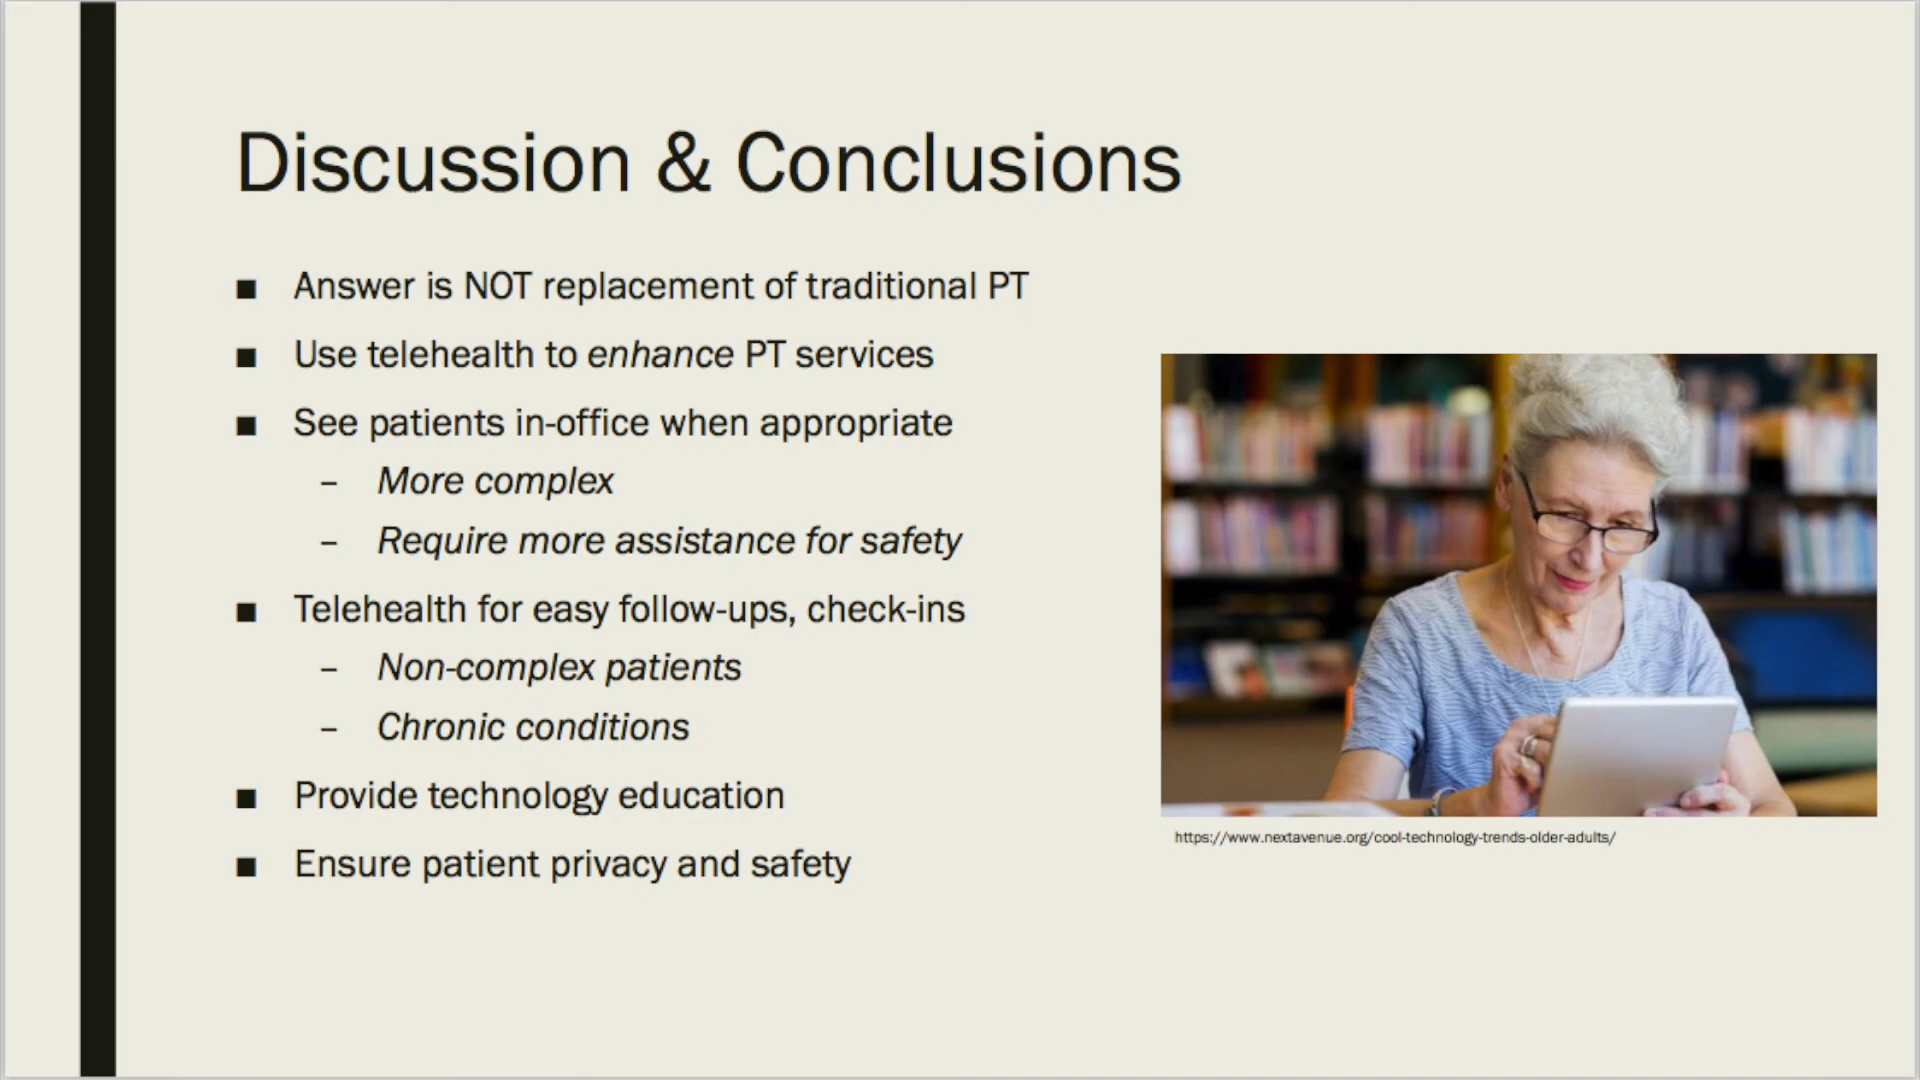 Discussion & Conclusions
■ Answer is NOT replacement of traditional PT
■ Use telehealth to enhance PT services
■ See patients in-office when appropriate
– More complex
– Require more assistance for safety
■ Telehealth for easy follow-ups, check-ins
– Non-complex patients
– Chronic conditions
■ Provide technology education
■ Ensure patient privacy and safety
https://www.nextavenue.org/cool-technology-trends-older-adults/